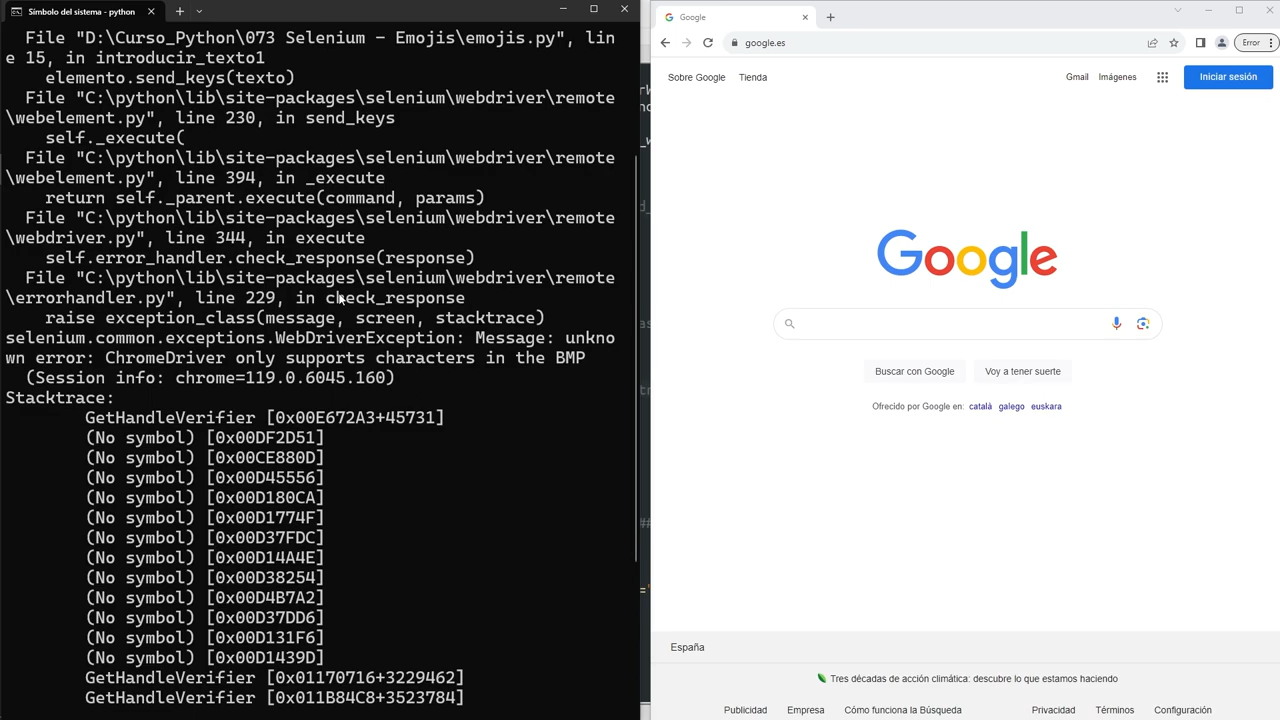 Símbolo del sistema - python
File "D:\Curso_Python\073 Selenium - Emojis\emojis.py", lin
e 15, in introducir_texto1
elemento.send_keys(texto)
File "C:\python\lib\site-packages\selenium\webdriver\remote
\webelement.py", line 230, in send_keys
self._execute(
File "C:\python\lib\site-packages\selenium\webdriver\remote
\webelement.py", line 394, in _execute
return self._parent.execute(command, params)
File "C:\python\lib\site-packages\selenium\webdriver\remote
\webdriver.py", line 344, in execute
self.error_handler.check_response(response)
File "C:\python\lib\site-packages\selenium\webdriver\remote
\errorhandler.py", line 229, in check_response
raise exception_class(message, screen, stacktrace)
selenium.common.exceptions.WebDriverException: Message: unkno
wn error: ChromeDriver only supports characters in the BMP
(Session info: chrome=119.0.6045.160)
Stacktrace:
GetHandleVerifier [0x00E672A3+45731]
(No symbol) [0x00DF2D51]
(No symbol) [0x00CE880D]
(No symbol) [0x00D45556]
(No symbol) [0x00D180CA]
(No symbol) [0x00D1774F]
(No symbol) [0x00D37FDC]
(No symbol) [0x00D14A4E]
(No symbol) [0x00D38254]
(No symbol) [0x00D4B7A2]
(No symbol) [0x00D37DD6]
(No symbol) [0x00D131F6]
(No symbol) [0x00D1439D]
GetHandleVerifier [0x01170716+3229462]
GetHandleVerifier [0x011B84C8+3523784]
Google
google.es
Error
Sobre Google Tienda
Gmail Imágenes Iniciar sesión
Google
Buscar con Google Voy a tener suerte
Ofrecido por Google en: català galego euskara
España
Tres décadas de acción climática: descubre lo que estamos haciendo
Publicidad Empresa Cómo funciona la Búsqueda Privacidad Términos Configuración